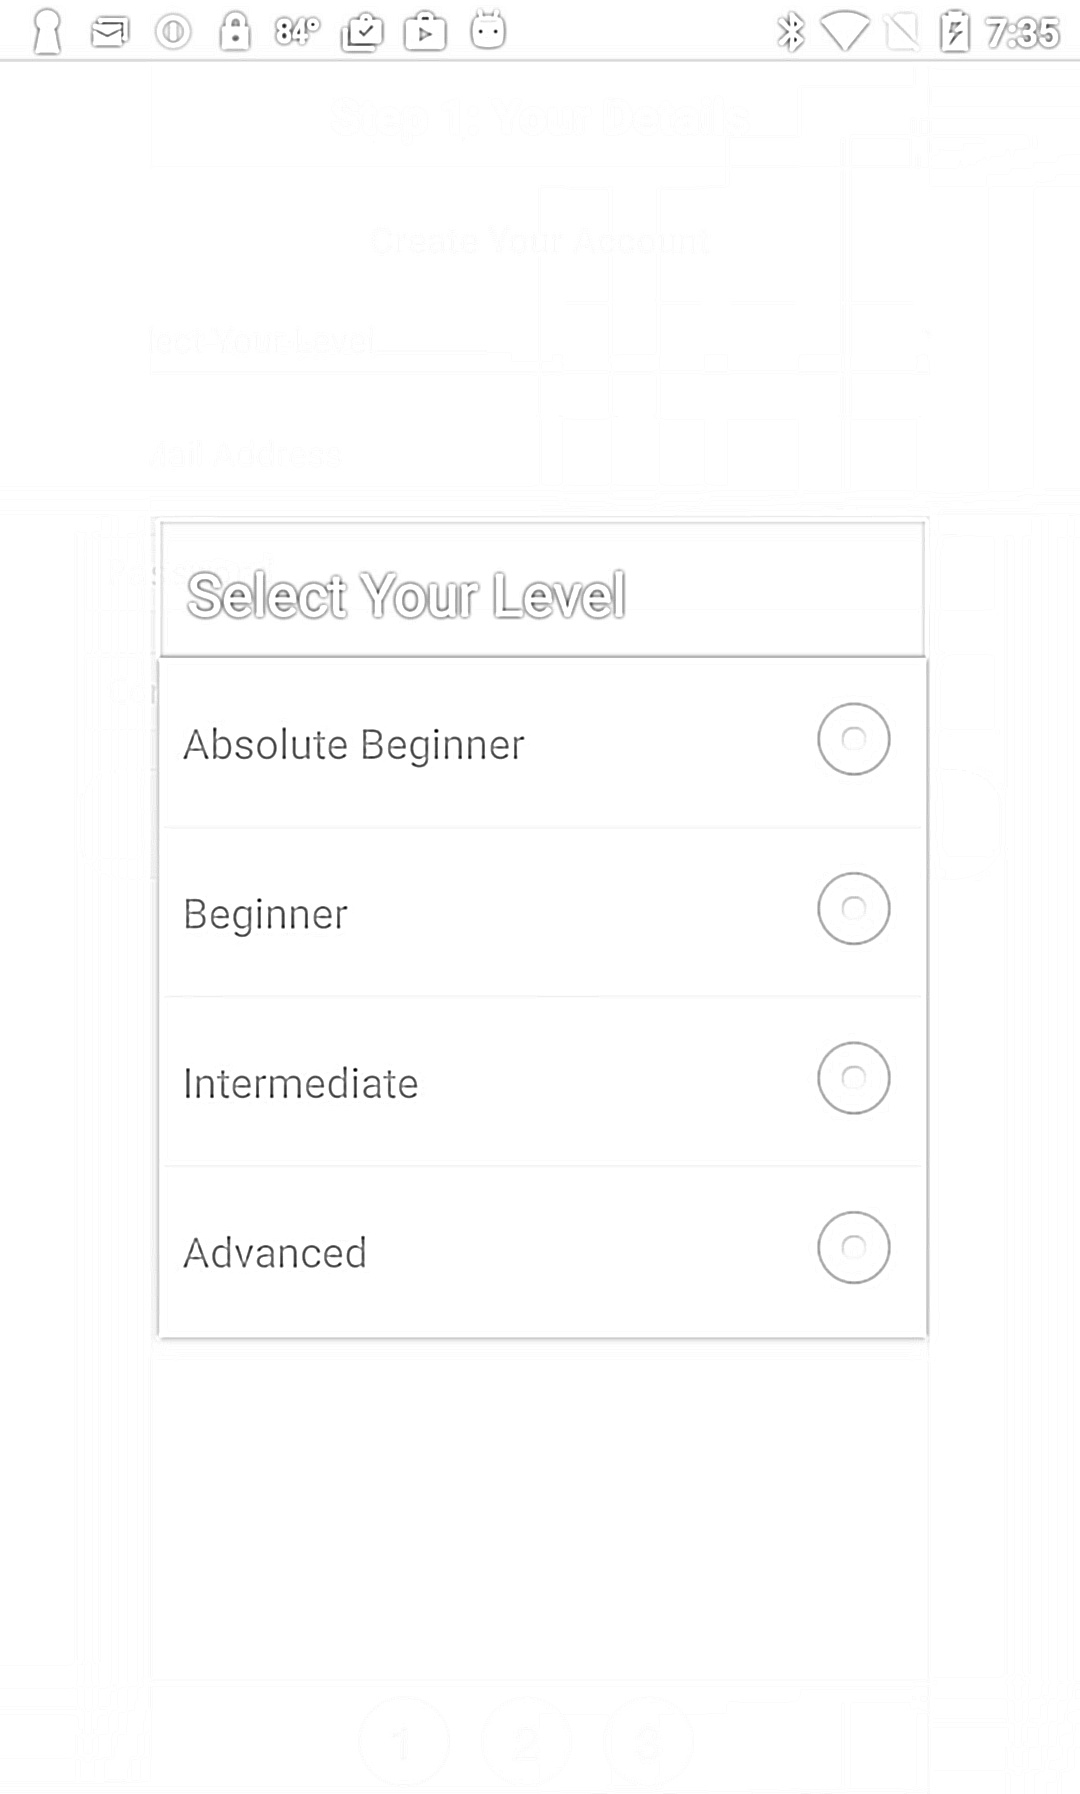 84° 7:35
Step 1: Your Details
Create Your Account
lect Your Level
Mail Address
Select Your Level
Absolute Beginner
Beginner
Intermediate
Advanced
1 2 3